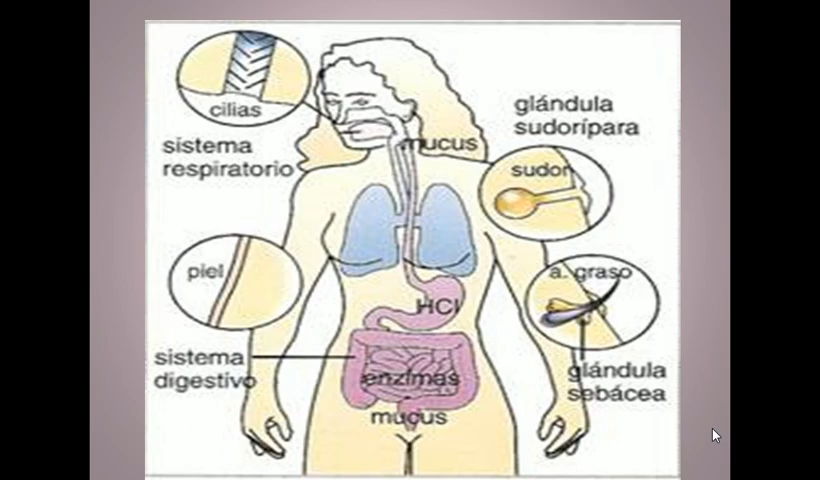 cilias
sistema
respiratorio
mucus
glándula
sudorípara
sudor
piel
a. graso
HCl
sistema
digestivo
enzimas
mucus
glándula
sebácea